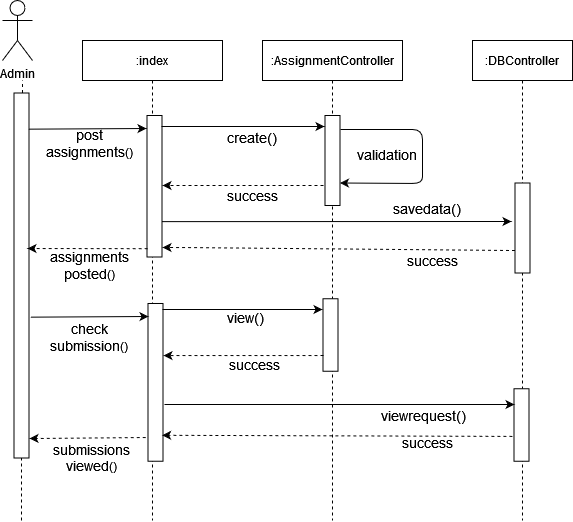 Admin
:index
:AssignmentController
:DBController
post
assignments()
create()
validation
success
savedata()
assignments
posted()
success
check
submission()
view()
success
viewrequest()
submissions
viewed()
success